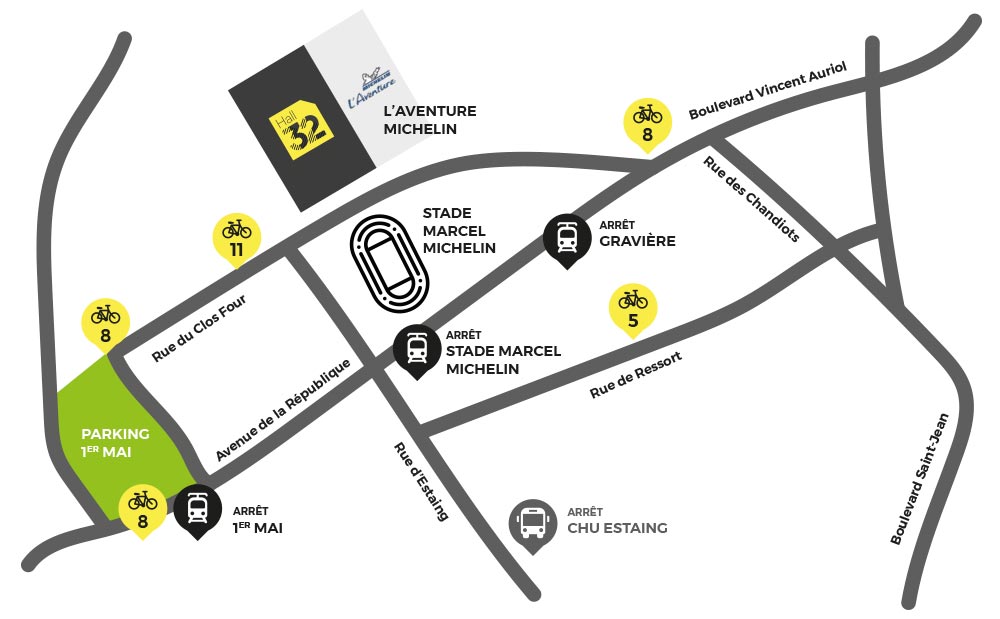 Hall
32
MICHELIN
L'Aventure
L'AVENTURE
MICHELIN
Boulevard Vincent Auriol
8
Rue des Chandiots
STADE
MARCEL
MICHELIN
ARRÊT
GRAVIÈRE
11
8
Rue du Clos Four
5
ARRÊT
STADE MARCEL
MICHELIN
Rue de Ressort
Avenue de la République
PARKING
1ER MAI
8
ARRÊT
1ER MAI
Rue d'Estaing
ARRÊT
CHU ESTAING
Boulevard Saint-Jean